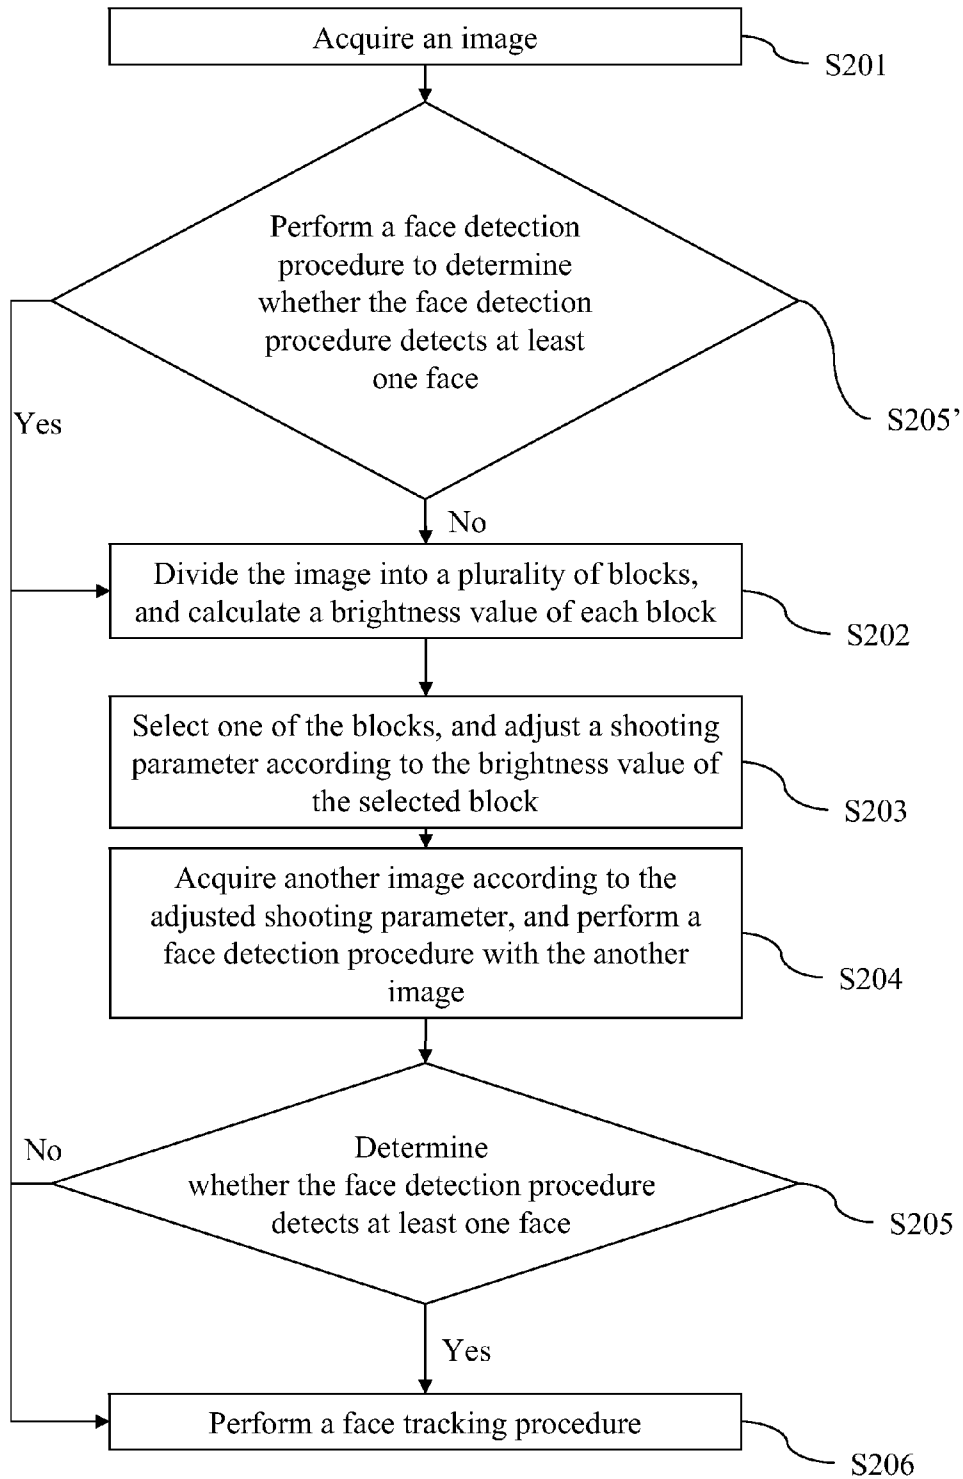 Acquire an image
S201
Perform a face detection
procedure to determine
whether the face detection
procedure detects at least
one face
Yes
S205’
No
Divide the image into a plurality of blocks,
and calculate a brightness value of each block
S202
Select one of the blocks, and adjust a shooting
parameter according to the brightness value of
the selected block
S203
Acquire another image according to the
adjusted shooting parameter, and perform a
face detection procedure with the another
image
S204
No
Determine
whether the face detection procedure
detects at least one face
S205
Yes
Perform a face tracking procedure
S206